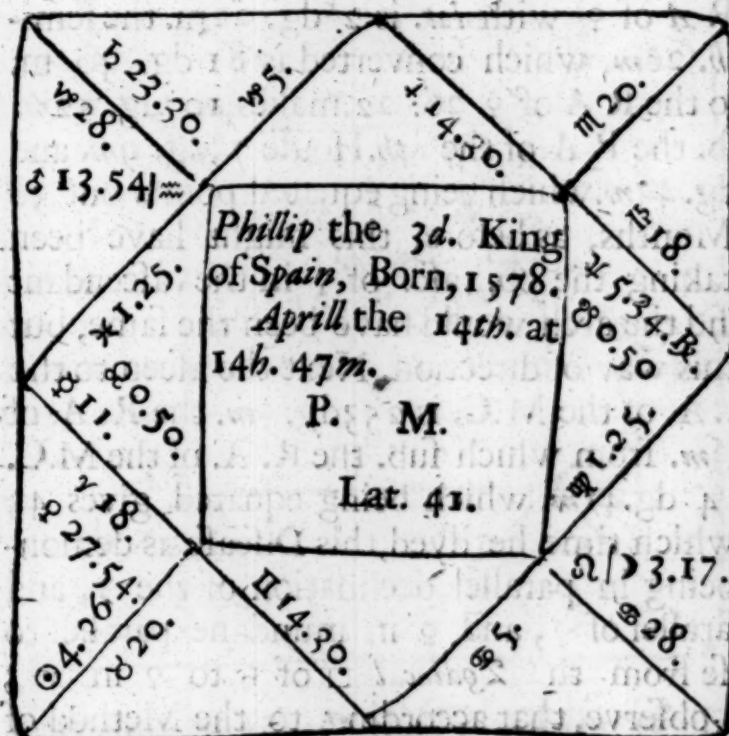 ♄ 23.30.
♑ 5.
♐ 14.30.
♏ 20.
♑ 28.
♂ 13.54 | ♒
Phillip the 3d. King
of Spain, Born, 1578.
Aprill the 14th. at
14h. 47m.
P. M.
Lat. 41.
♎ 8.
♃ 5.34. ℞.
☋ 0.50
♓ 1.25.
☊ 0.50.
☿ 11.
♍ 1.25.
♈ 8.
♀ 27.54.
☉ 4.26.
♉ 20.
♊ 14.30.
♋ 5.
♌ | ☽ 3.17.
♋ 28.